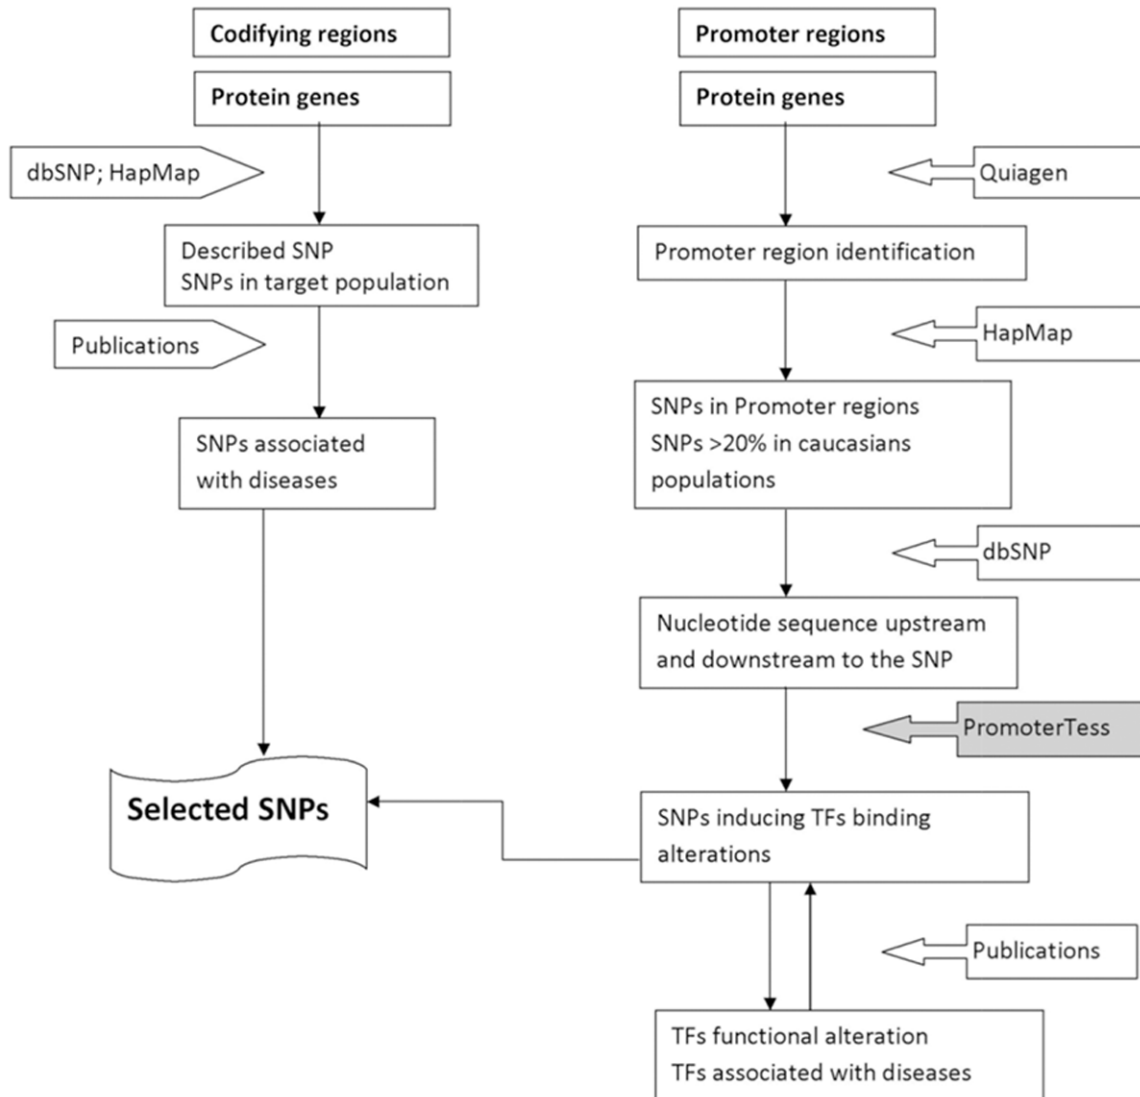 Codifying regions
Protein genes
dbSNP; HapMap
Described SNP
SNPs in target population
Publications
SNPs associated
with diseases
Selected SNPs
Promoter regions
Protein genes
Quiagen
Promoter region identification
HapMap
SNPs in Promoter regions
SNPs >20% in caucasians
populations
dbSNP
Nucleotide sequence upstream
and downstream to the SNP
PromoterTess
SNPs inducing TFs binding
alterations
Publications
TFs functional alteration
TFs associated with diseases